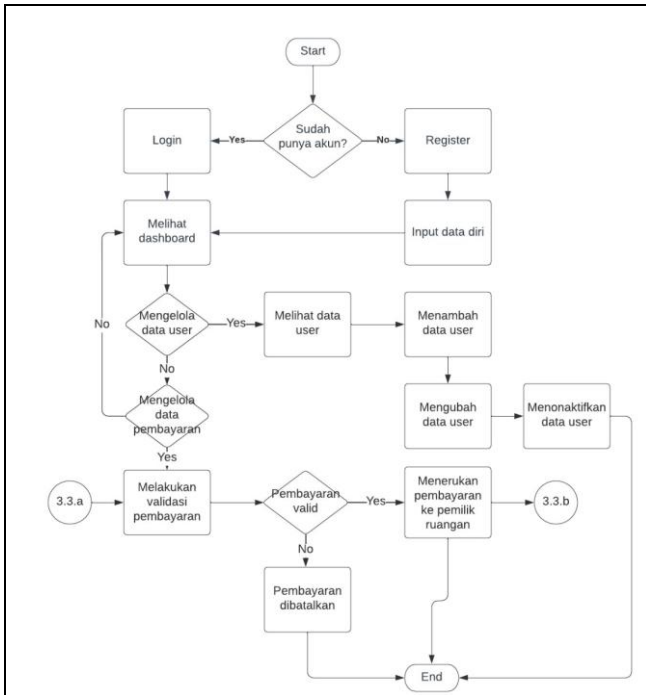 Start
Sudah
punya akun?
Yes
No
Login
Register
Melihat
dashboard
Input data diri
No
Mengelola
data user
Yes
Melihat data
user
Menambah
data user
No
Mengelola
data
pembayaran
Mengubah
data user
Menonaktifkan
data user
Yes
3.3.a
Melakukan
validasi
pembayaran
Pembayaran
valid
Yes
Menerukan
pembayaran
ke pemilik
ruangan
3.3.b
No
Pembayaran
dibatalkan
End